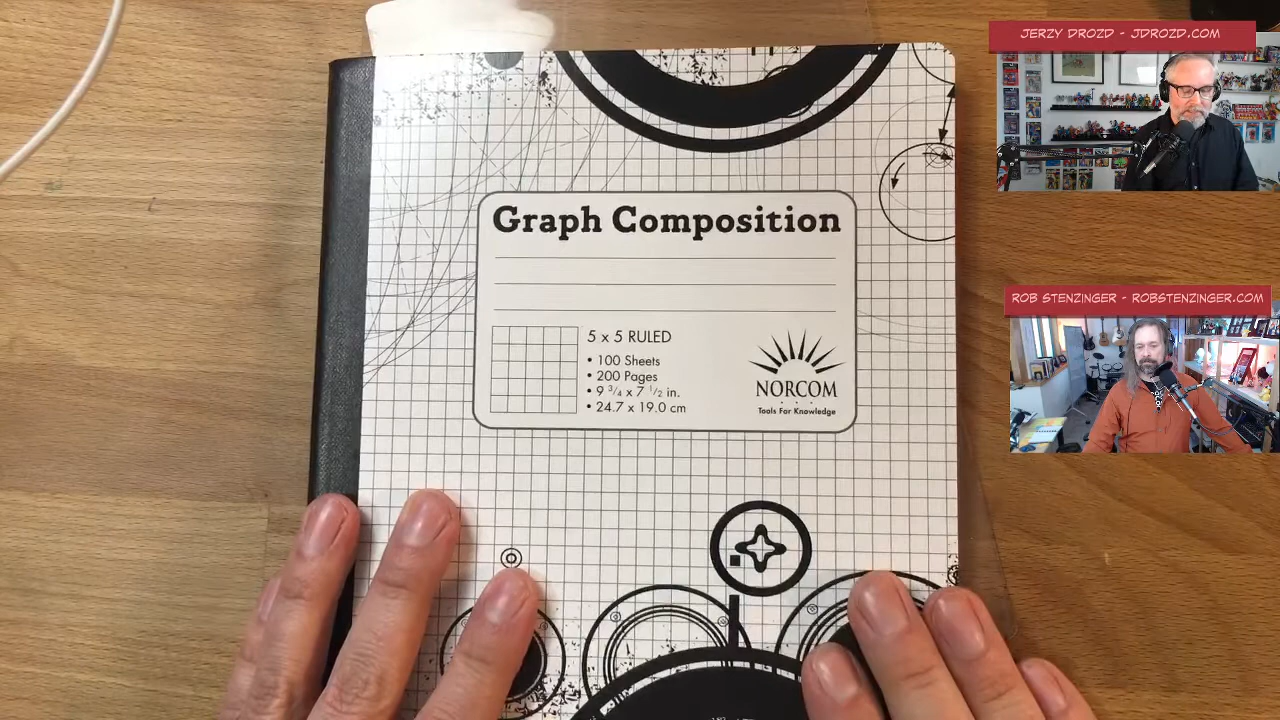 JERZY DROZD - JDROZD.COM
Graph Composition
ROB STENZINGER - ROBSTENZINGER.COM
5 x 5 RULED
• 100 Sheets
• 200 Pages
• 9 3/4 x 7 1/2 in.
• 24.7 x 19.0 cm
NORCOM
Tools For Knowledge